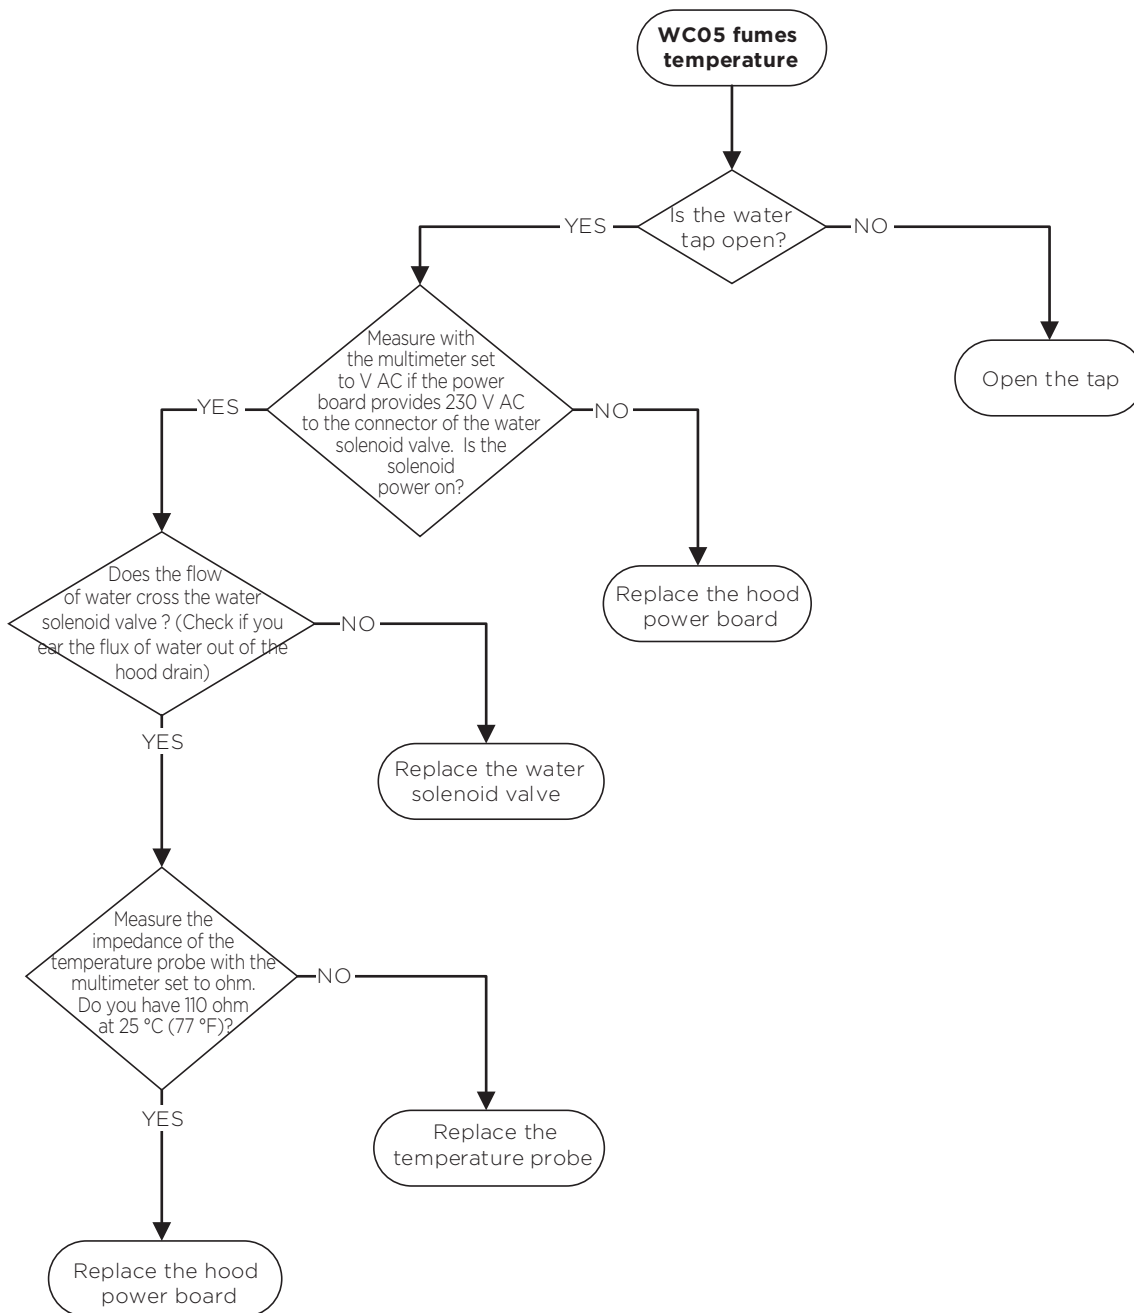 WC05 fumes
temperature
Is the water
tap open?
YES
NO
Measure with
the multimeter set
to V AC if the power
board provides 230 V AC
to the connector of the water
solenoid valve. Is the
solenoid
power on?
Open the tap
YES
NO
Does the flow
of water cross the water
solenoid valve ? (Check if you
ear the flux of water out of the
hood drain)
Replace the hood
power board
NO
YES
Replace the water
solenoid valve
Measure the
impedance of the
temperature probe with the
multimeter set to ohm.
Do you have 110 ohm
at 25 °C (77 °F)?
NO
YES
Replace the
temperature probe
Replace the hood
power board